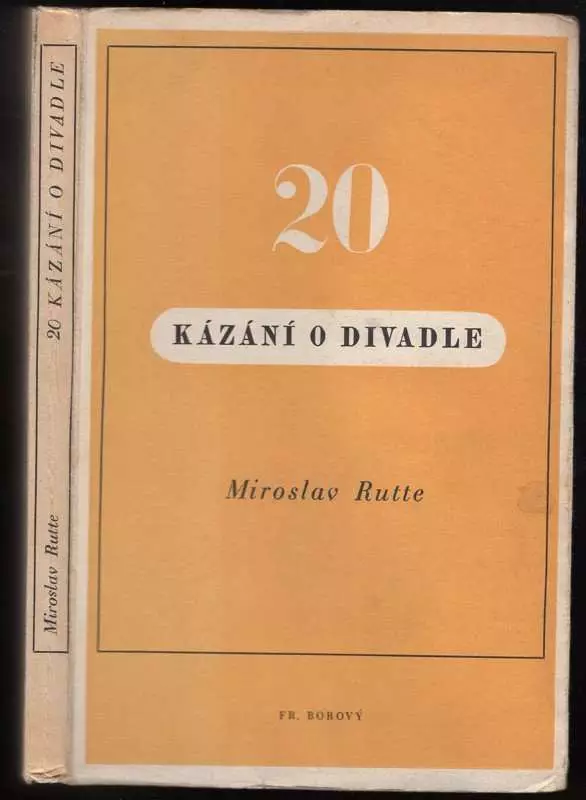 20 KÁZÁNÍ O DIVADLE
Miroslav Rutte
20
KÁZÁNÍ O DIVADLE
Miroslav Rutte
FR. BOROVÝ